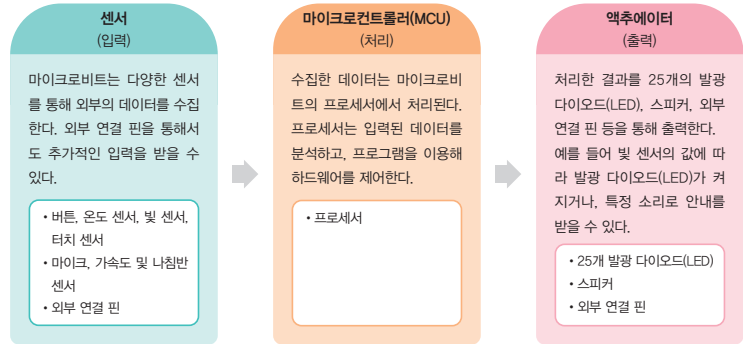 센서
(입력)
마이크로비트는 다양한 센서
를 통해 외부의 데이터를 수집
한다. 외부 연결 핀을 통해서
도 추가적인 입력을 받을 수
있다.
• 버튼, 온도 센서, 빛 센서,
터치 센서
• 마이크, 가속도 및 나침반
센서
• 외부 연결 핀
마이크로컨트롤러(MCU)
(처리)
수집한 데이터는 마이크로비
트의 프로세서에서 처리된다.
프로세서는 입력된 데이터를
분석하고, 프로그램을 이용해
하드웨어를 제어한다.
• 프로세서
액추에이터
(출력)
처리한 결과를 25개의 발광
다이오드(LED), 스피커, 외부
연결 핀 등을 통해 출력한다.
예를 들어 빛 센서의 값에 따
라 발광 다이오드(LED)가 켜
지거나, 특정 소리로 안내를
받을 수 있다.
• 25개 발광 다이오드(LED)
• 스피커
• 외부 연결 핀